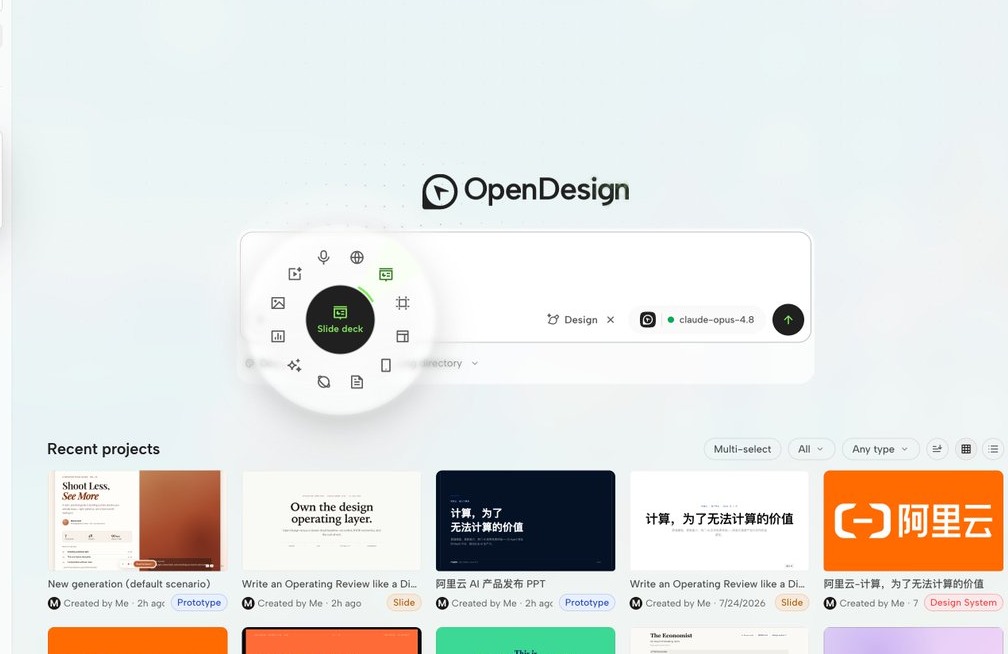 OpenDesign
Slide deck
Design
claude-opus-4.8
directory
Recent projects
Multi-select
All
Any type
Shoot Less,
See More
Own the design
operating layer.
计算，为了
无法计算的价值
计算，为了无法计算的价值
阿里云
New generation (default scenario)
Created by Me · 2h ago
Prototype
Write an Operating Review like a Di...
Created by Me · 2h ago
Slide
阿里云 AI 产品发布 PPT
Created by Me · 2h ago
Prototype
Write an Operating Review like a Di...
Created by Me · 7/24/2026
Slide
阿里云-计算，为了无法计算的价值
Created by Me · 7
Design System
This is
The Economist